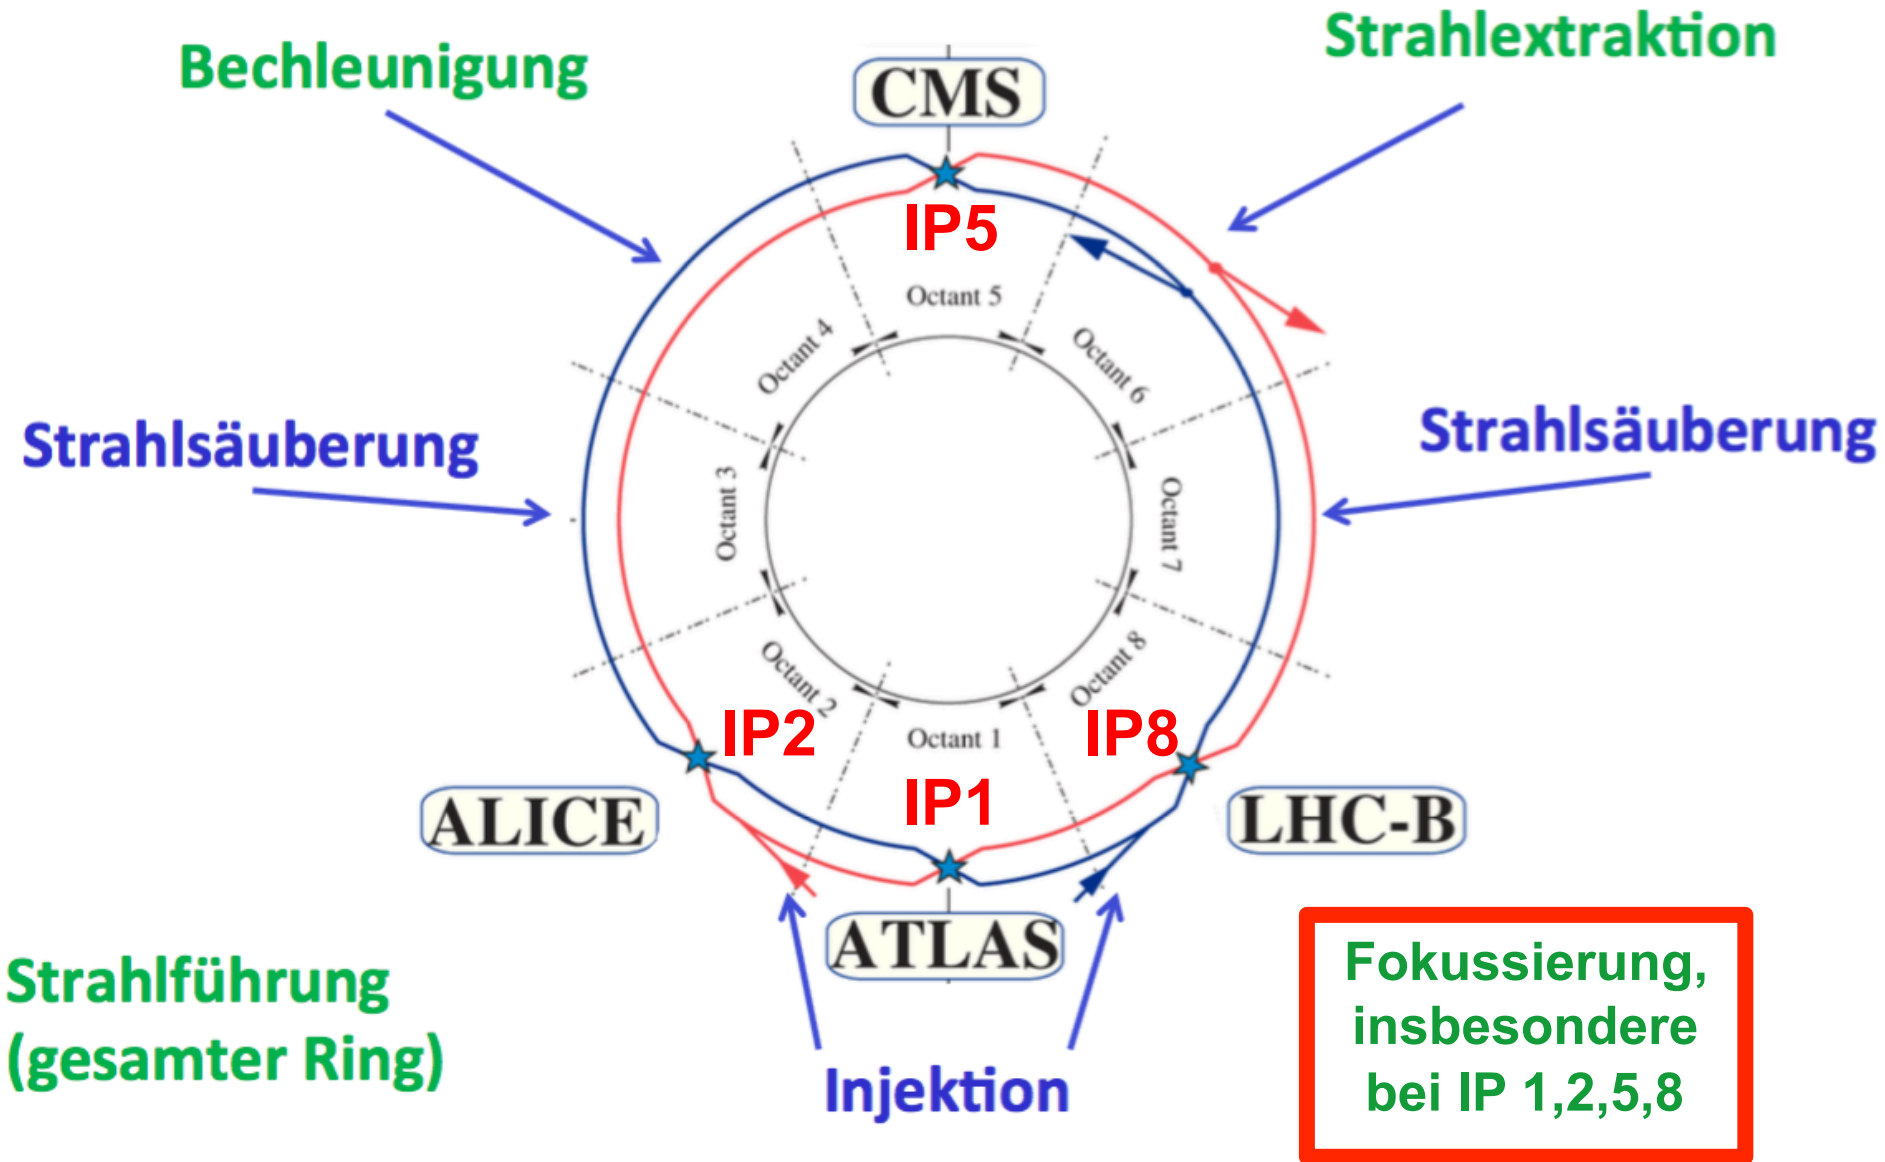 Strahlextraktion
Bechleunigung
CMS
IP5
Octant 5
Octant 4
Octant 6
Strahlsäuberung
Strahlsäuberung
Octant 3
Octant 7
Octant 2
Octant 8
IP2
Octant 1
IP8
IP1
ALICE
LHC-B
ATLAS
Strahlführung
(gesamter Ring)
Injektion
Fokussierung,
insbesondere
bei IP 1,2,5,8